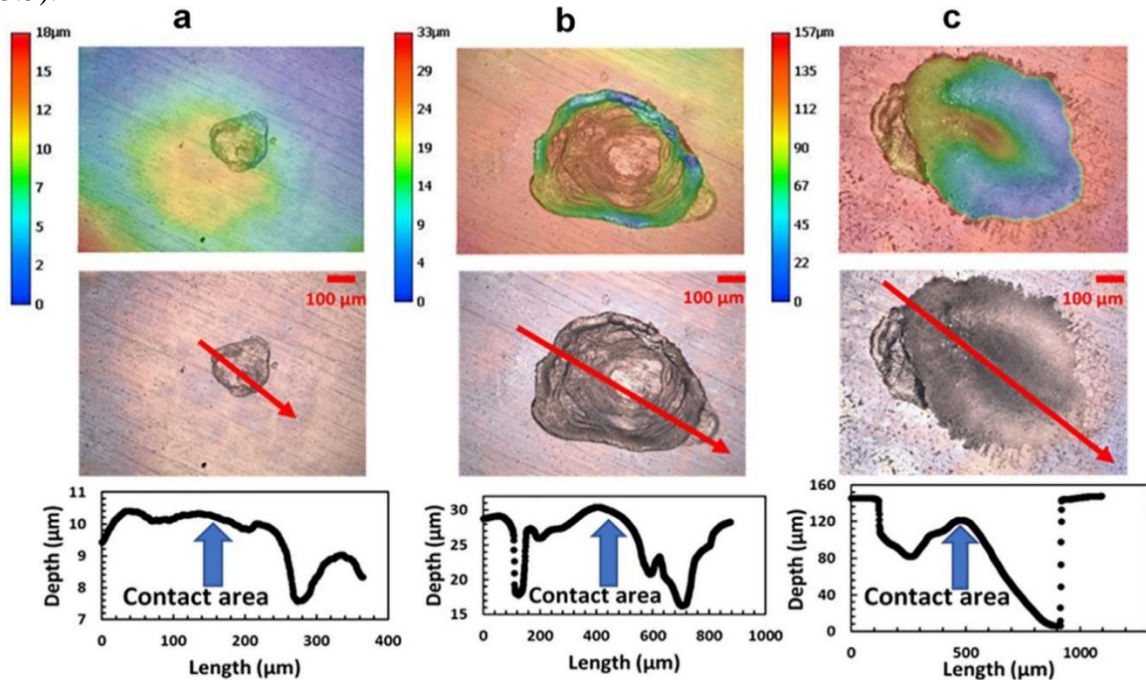 a
b
c
18µm
15
12
10
7
5
2
0
33µm
29
24
19
14
9
4
0
157µm
135
112
90
67
45
22
0
100 µm
100 µm
100 µm
11
10
9
8
7
Depth (µm)
Contact area
0
100
200
300
400
Length (µm)
30
25
20
15
Depth (µm)
Contact area
0
200
400
600
800
1000
Length (µm)
160
120
80
40
0
Depth (µm)
Contact area
0
500
1000
Length (µm)